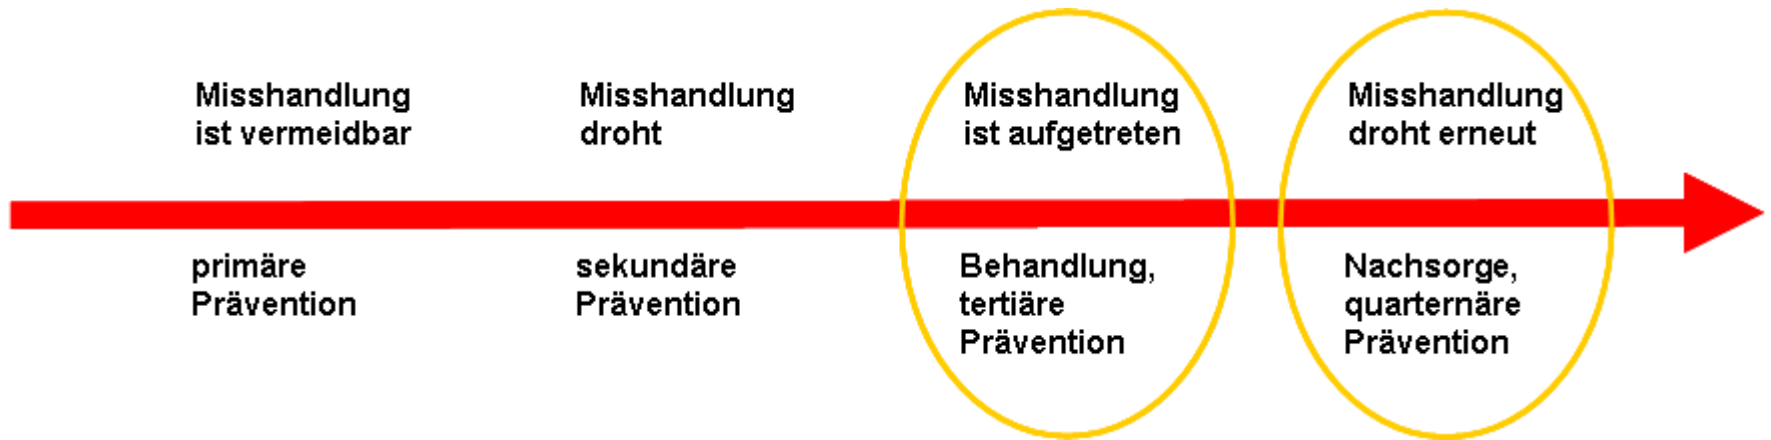 Misshandlung
ist vermeidbar
Misshandlung
droht
Misshandlung
ist aufgetreten
Misshandlung
droht erneut
primäre
Prävention
sekundäre
Prävention
Behandlung,
tertiäre
Prävention
Nachsorge,
quarternäre
Prävention